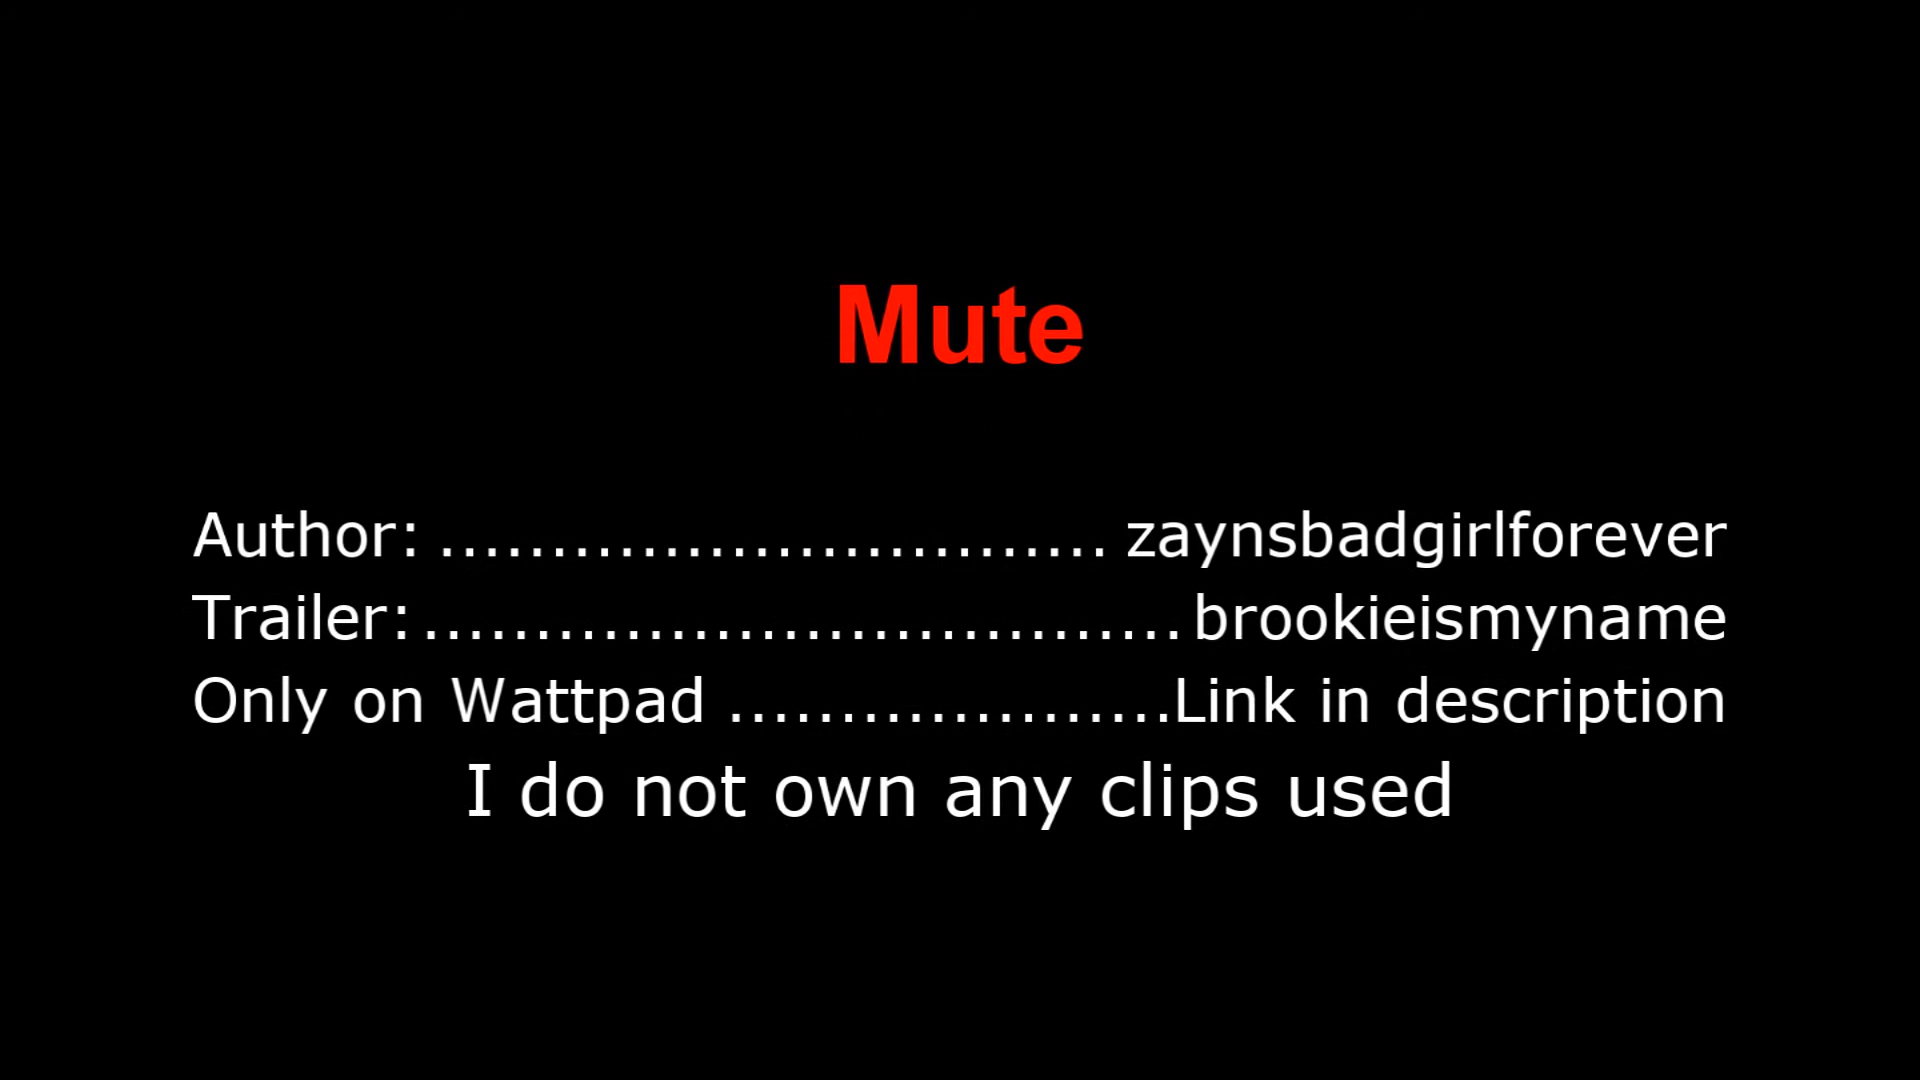 Mute
Author: .............................. zaynsbadgirlforever
Trailer:..................................brookieismyname
Only on Wattpad ....................Link in description
I do not own any clips used